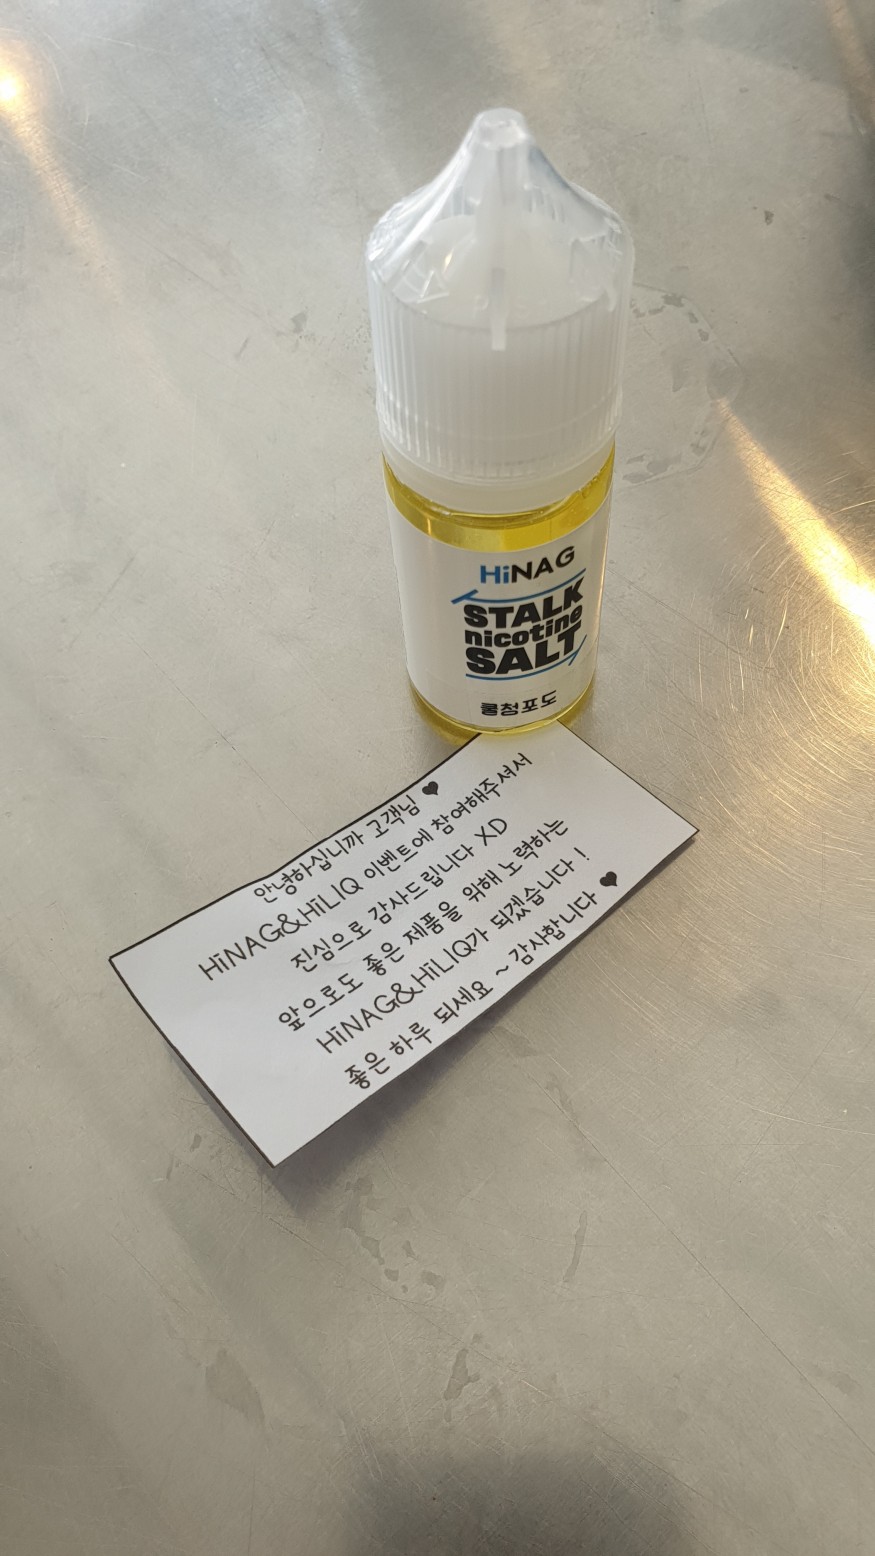 HiNAG
STALK
nicotine
SALT
쿨청포도
안녕하십니까 고객님 ♥
HiNAG&HiLIQ 이벤트에 참여해주셔서
진심으로 감사드립니다 XD
앞으로도 좋은 제품을 위해 노력하는
HiNAG&HiLIQ가 되겠습니다 !
좋은 하루 되세요 ~ 감사합니다 ♥